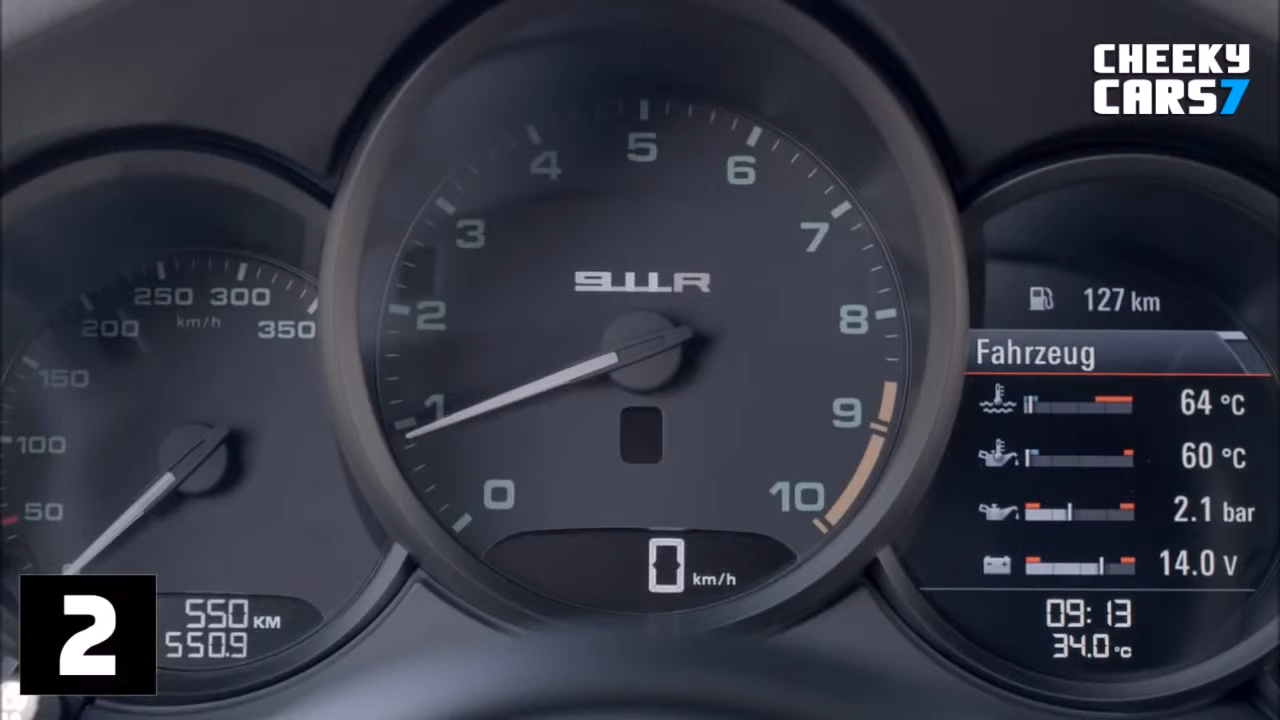 CHEEKY
CARS7
50
100
150
200
250
300
350
km/h
550 KM
550.9
2
0
1
2
3
4
5
6
7
8
9
10
911 R
0 km/h
127 km
Fahrzeug
64 °C
60 °C
2.1 bar
14.0 V
09:13
34.0 °C